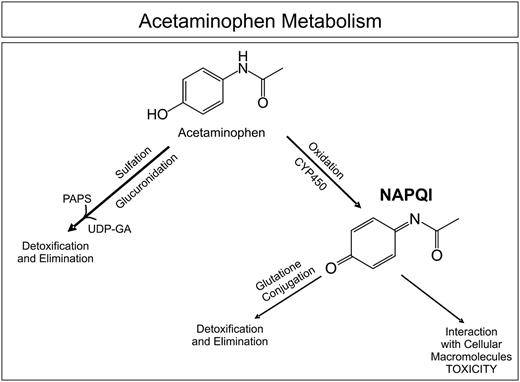 Acetaminophen Metabolism
H
N
O
HO
Acetaminophen
Sulfation
Glucuronidation
PAPS
UDP-GA
Detoxification
and Elimination
Oxidation
CYP450
NAPQI
N
O
O
Glutatione
Conjugation
Detoxification
and Elimination
Interaction
with Cellular
Macromolecules
TOXICITY